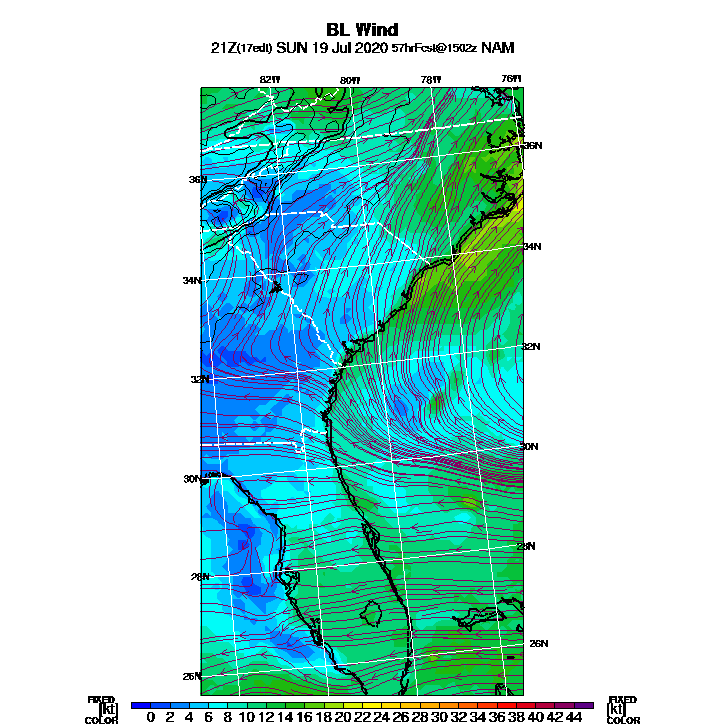 BL Wind
21Z(17edt) SUN 19 Jul 2020 57hrFcst@1502z NAM
82W 80W 78W 76W
36N
36N
34N
34N
32N
32N
30N
30N
28N
28N
26N
26N
FIXED [kt] COLOR
0 2 4 6 8 10 12 14 16 18 20 22 24 26 28 30 32 34 36 38 40 42 44
FIXED [kt] COLOR